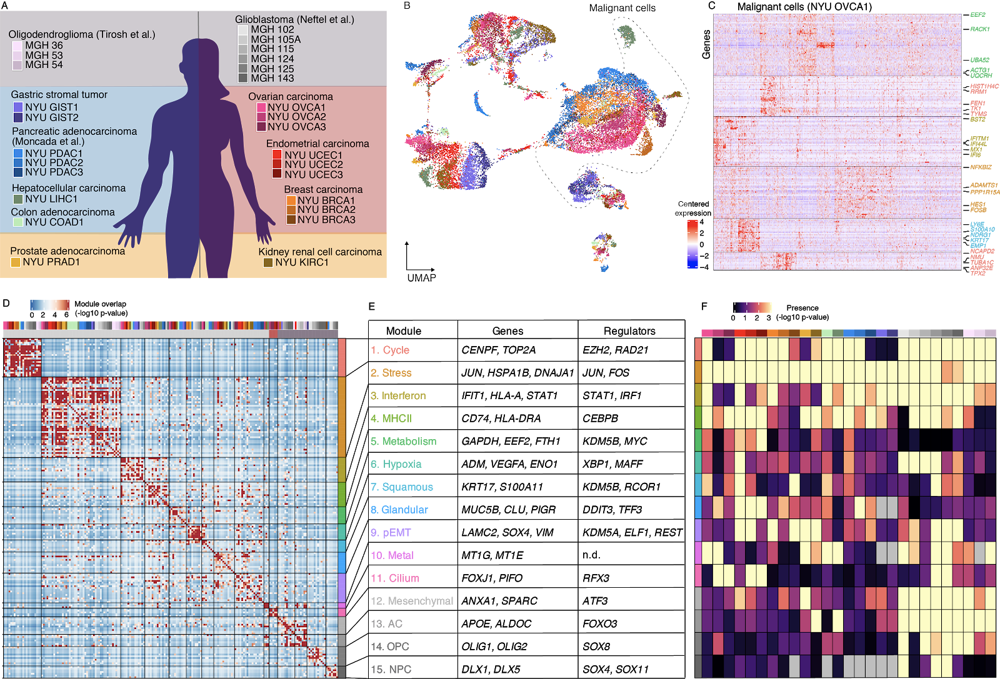 A
Oligodendroglioma (Tirosh et al.)
MGH 36
MGH 53
MGH 54
Glioblastoma (Neftel et al.)
MGH 102
MGH 105A
MGH 115
MGH 124
MGH 125
MGH 143
Gastric stromal tumor
NYU GIST1
NYU GIST2
Pancreatic adenocarcinoma
(Moncada et al.)
NYU PDAC1
NYU PDAC2
NYU PDAC3
Hepatocellular carcinoma
NYU LIHC1
Colon adenocarcinoma
NYU COAD1
Prostate adenocarcinoma
NYU PRAD1
Ovarian carcinoma
NYU OVCA1
NYU OVCA2
NYU OVCA3
Endometrial carcinoma
NYU UCEC1
NYU UCEC2
NYU UCEC3
Breast carcinoma
NYU BRCA1
NYU BRCA2
NYU BRCA3
Kidney renal cell carcinoma
NYU KIRC1
B
Malignant cells
UMAP
C
Malignant cells (NYU OVCA1)
Genes
Centered
expression
4
2
0
−2
−4
EEF2
RACK1
UBA52
ACTG1
UQCRH
HIST1H4C
RRM1
FEN1
TK1
TYMS
BST2
IFITM1
IFI44L
MX1
IFI6
NFKBIZ
ADAMTS1
PPP1R15A
HES1
FOSB
LY6E
S100A10
NDRG1
KRT17
EMP1
NCAPD2
NMU
TUBA1C
ANP32E
TPX2
D
Module overlap
(-log10 p-value)
0 2 4 6
E
Module Genes Regulators
1. Cycle CENPF, TOP2A EZH2, RAD21
2. Stress JUN, HSPA1B, DNAJA1 JUN, FOS
3. Interferon IFIT1, HLA-A, STAT1 STAT1, IRF1
4. MHCII CD74, HLA-DRA CEBPB
5. Metabolism GAPDH, EEF2, FTH1 KDM5B, MYC
6. Hypoxia ADM, VEGFA, ENO1 XBP1, MAFF
7. Squamous KRT17, S100A11 KDM5B, RCOR1
8. Glandular MUC5B, CLU, PIGR DDIT3, TFF3
9. pEMT LAMC2, SOX4, VIM KDM5A, ELF1, REST
10. Metal MT1G, MT1E n.d.
11. Cilium FOXJ1, PIFO RFX3
12. Mesenchymal ANXA1, SPARC ATF3
13. AC APOE, ALDOC FOXO3
14. OPC OLIG1, OLIG2 SOX8
15. NPC DLX1, DLX5 SOX4, SOX11
F
Presence
(-log10 p-value)
0 1 2 3